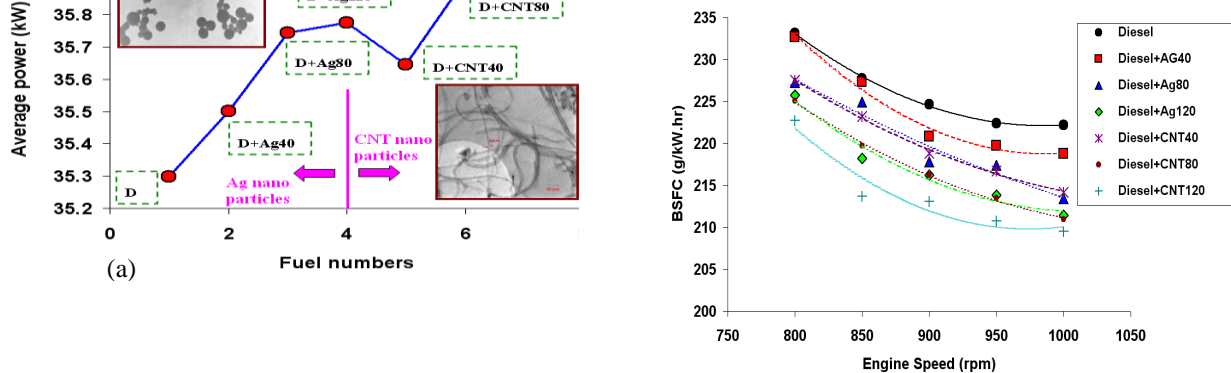 35.8
D+CNT80
35.7
D+Ag80
D+CNT40
35.6
Average power (kW)
35.5
D+Ag40
CNT nano
particles
35.4
35.3
D
Ag nano
particles
35.2
0
2
4
6
Fuel numbers
(a)
235
230
225
220
215
210
205
200
BSFC (g/kW.hr)
750
800
850
900
950
1000
1050
Engine Speed (rpm)
Diesel
Diesel+AG40
Diesel+Ag80
Diesel+Ag120
Diesel+CNT40
Diesel+CNT80
Diesel+CNT120